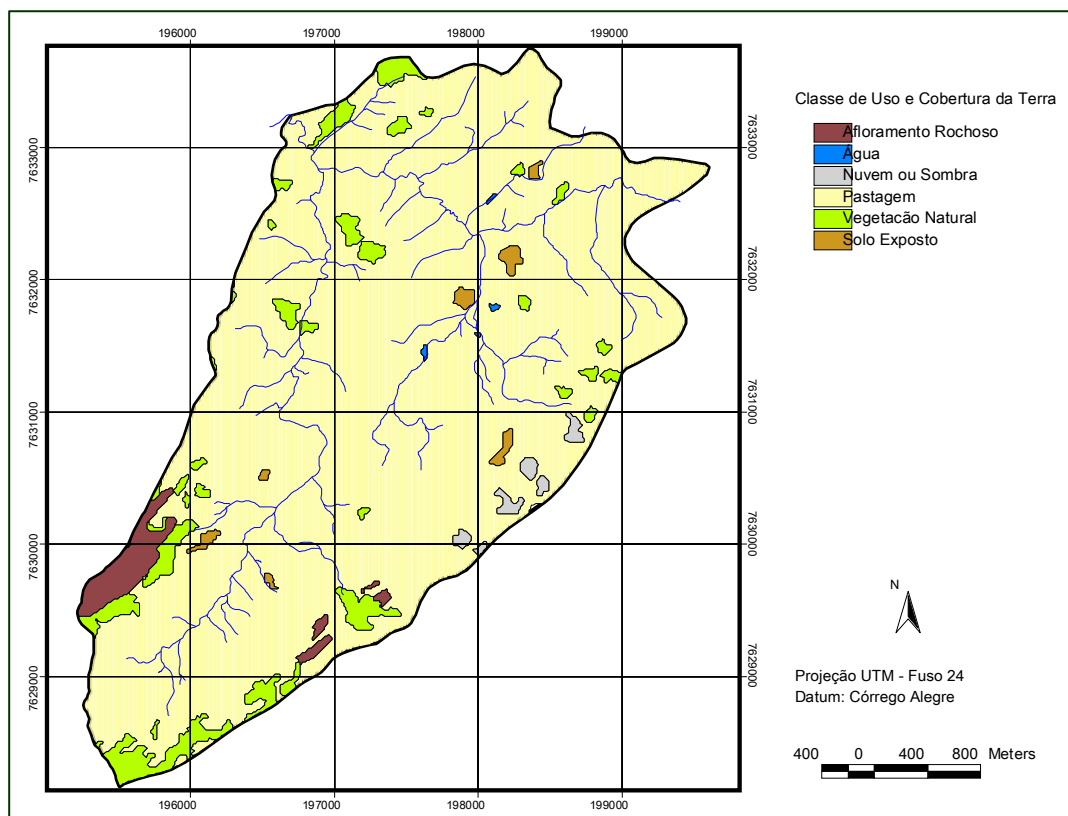 196000 197000 198000 199000
7633000 7633000
7632000 7632000
7631000 7631000
7630000 7630000
7629000 7629000
196000 197000 198000 199000
Classe de Uso e Cobertura da Terra
Afloramento Rochoso
Água
Nuvem ou Sombra
Pastagem
Vegetacão Natural
Solo Exposto
N
Projeção UTM - Fuso 24
Datum: Córrego Alegre
400 0 400 800 Meters